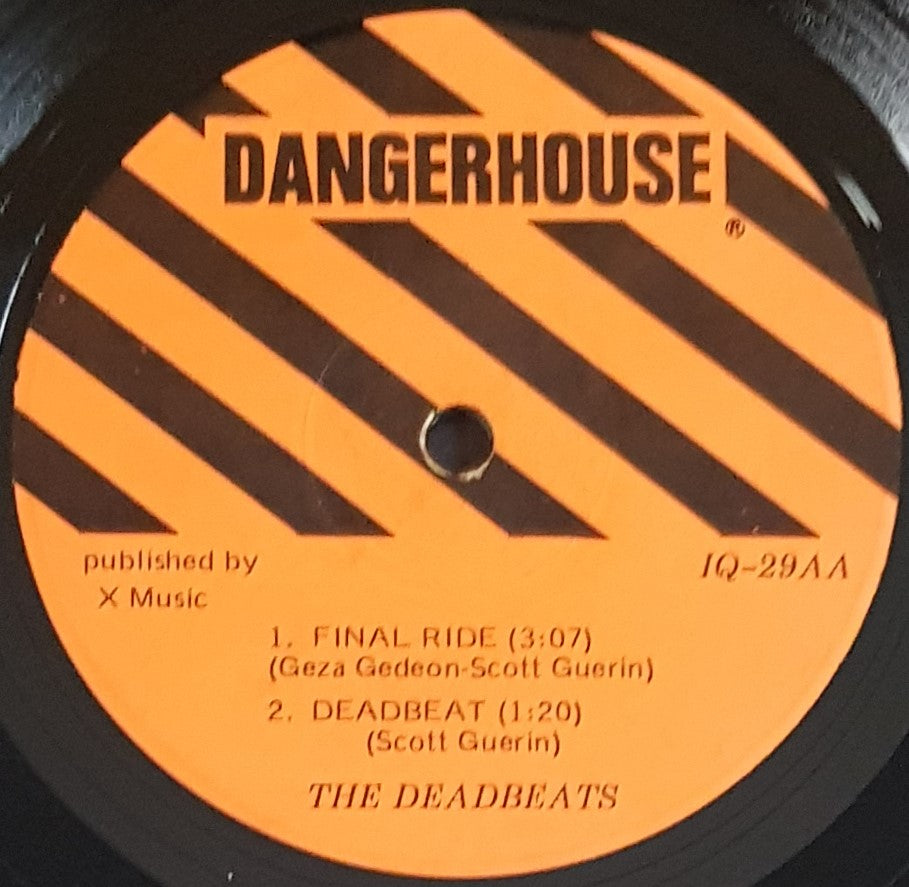 DANGERHOUSE
®
published by
X Music
IQ-29AA
1. FINAL RIDE (3:07)
(Geza Gedeon-Scott Guerin)
2. DEADBEAT (1:20)
(Scott Guerin)
THE DEADBEATS